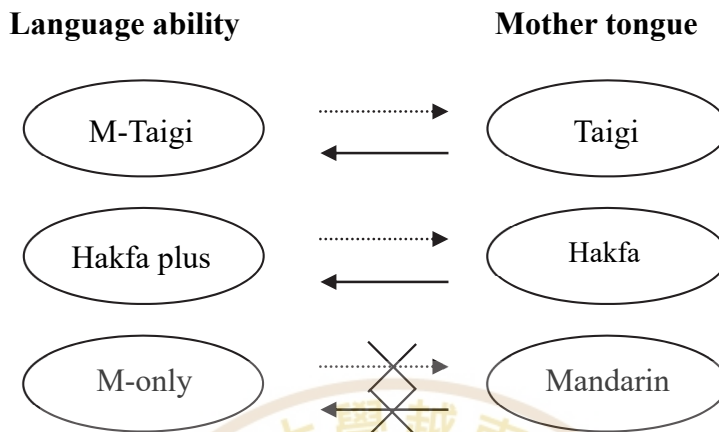 Language ability Mother tongue
M-Taigi Taigi
Hakfa plus Hakfa
M-only Mandarin